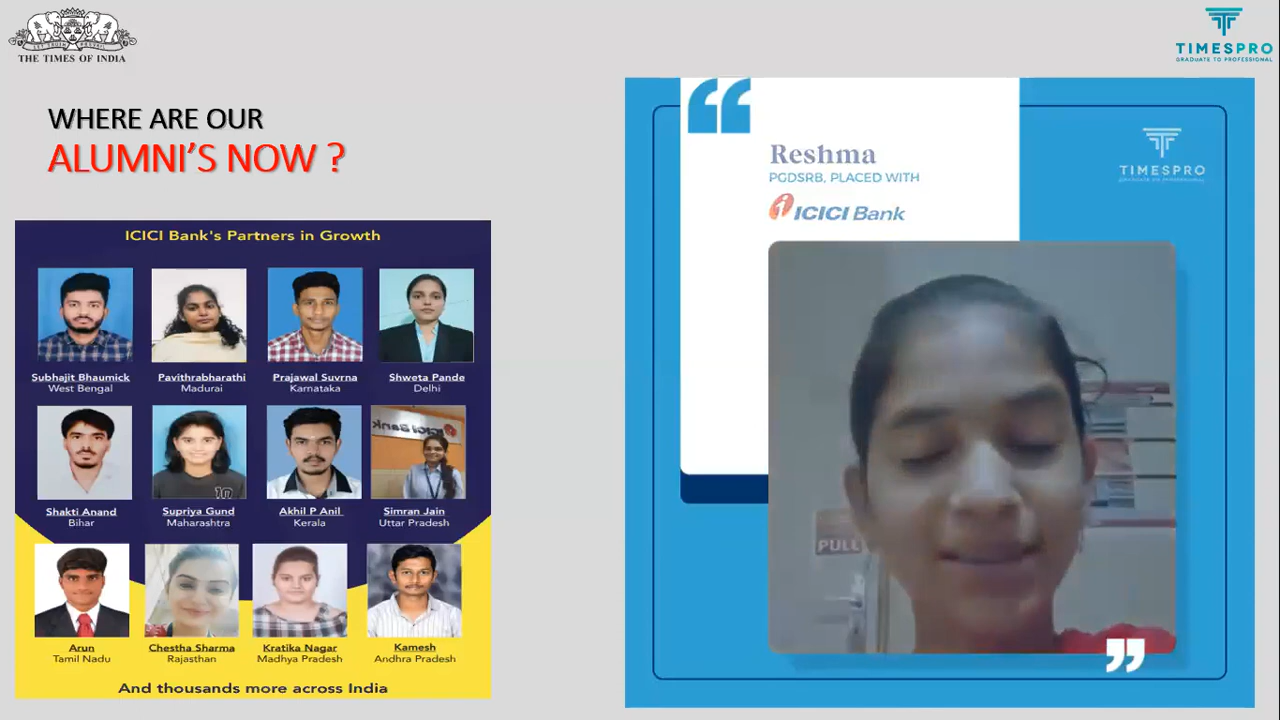 THE TIMES OF INDIA
TIMESPRO
GRADUATE TO PROFESSIONAL
WHERE ARE OUR
ALUMNI’S NOW ?
ICICI Bank's Partners in Growth
Subhajit Bhaumick
West Bengal
Pavithrabharathi
Madurai
Prajawal Suvrna
Karnataka
Shweta Pande
Delhi
Shakti Anand
Bihar
Supriya Gund
Maharashtra
Akhil P Anil
Kerala
Simran Jain
Uttar Pradesh
Arun
Tamil Nadu
Chestha Sharma
Rajasthan
Kratika Nagar
Madhya Pradesh
Kamesh
Andhra Pradesh
And thousands more across India
“
Reshma
PGDSRB, PLACED WITH
ICICI Bank
TIMESPRO
GRADUATE TO PROFESSIONAL
PULL
”